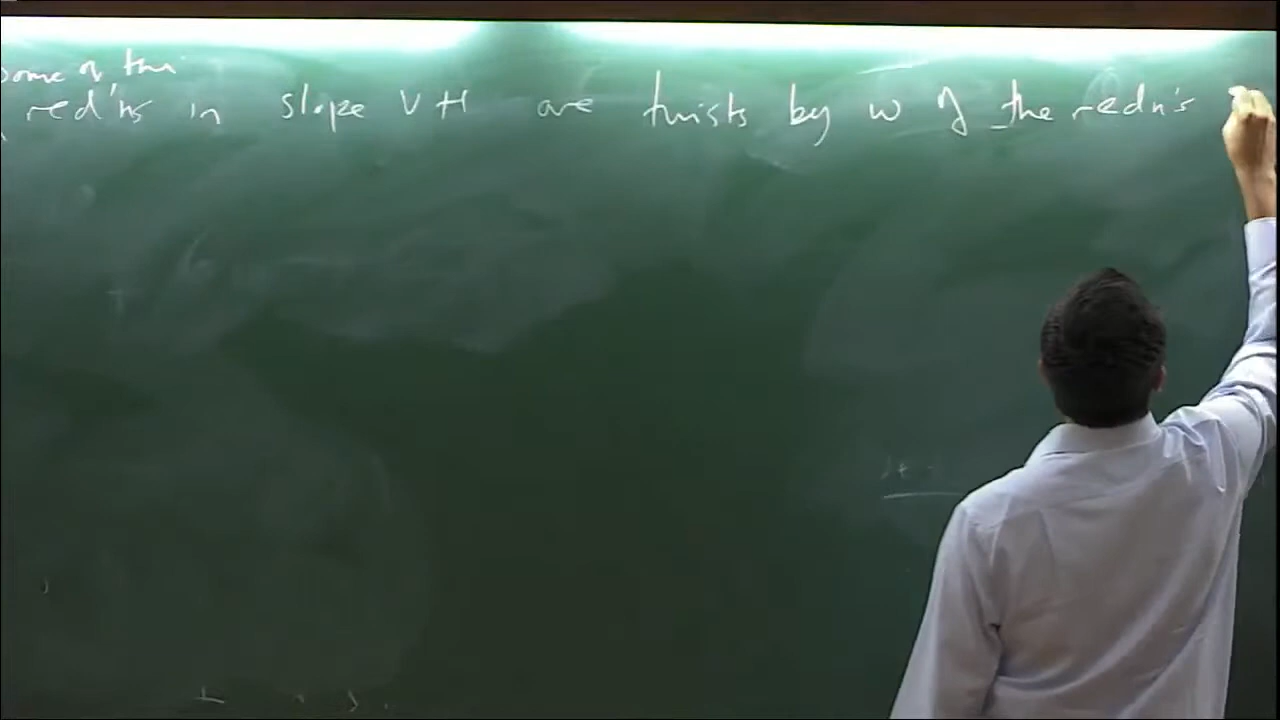 some of the
red'ns in slope v+1 are twists by ω of the redn's